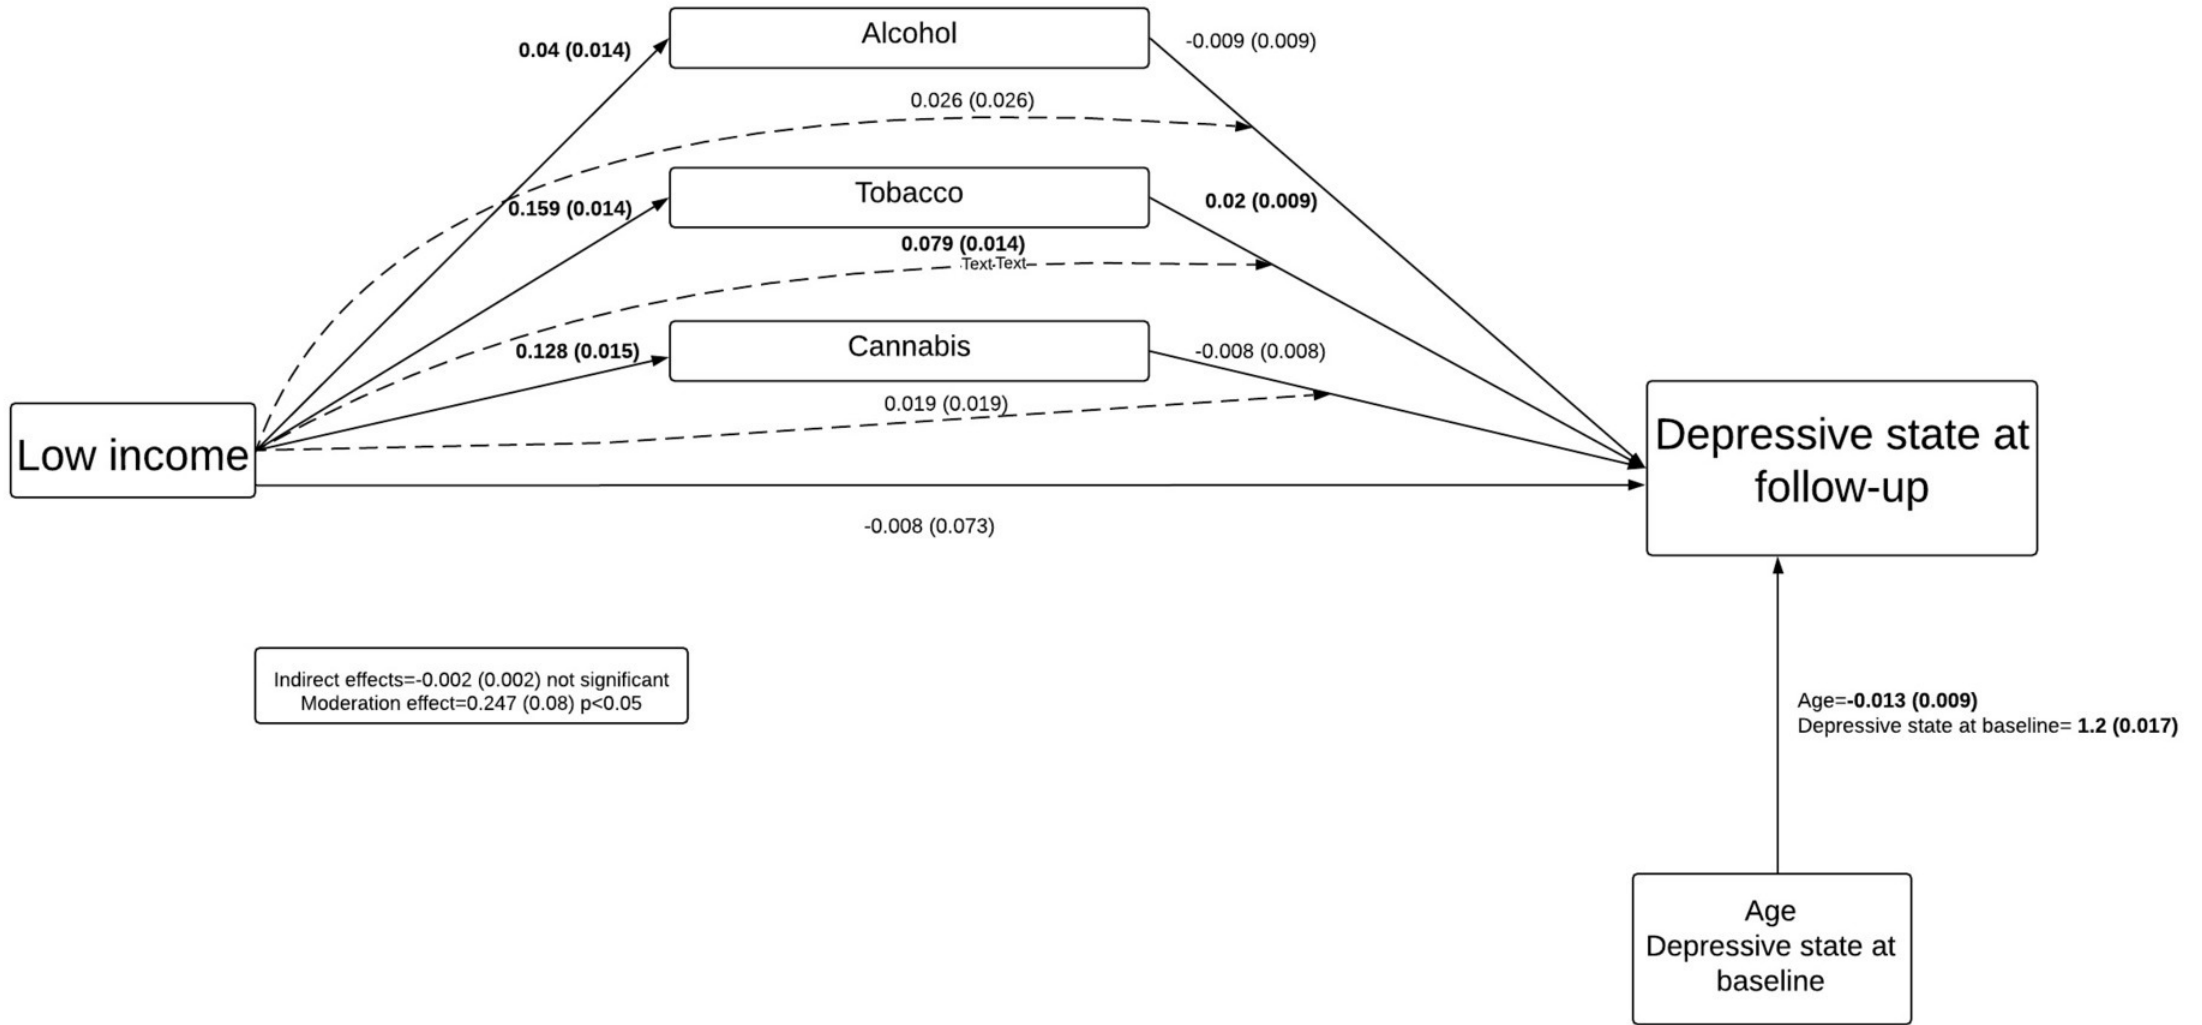 Alcohol
0.04 (0.014)
-0.009 (0.009)
0.026 (0.026)
Tobacco
0.159 (0.014)
0.02 (0.009)
0.079 (0.014)
Text Text
Cannabis
0.128 (0.015)
-0.008 (0.008)
0.019 (0.019)
Low income
Depressive state at
follow-up
-0.008 (0.073)
Indirect effects=-0.002 (0.002) not significant
Moderation effect=0.247 (0.08) p<0.05
Age=-0.013 (0.009)
Depressive state at baseline= 1.2 (0.017)
Age
Depressive state at
baseline